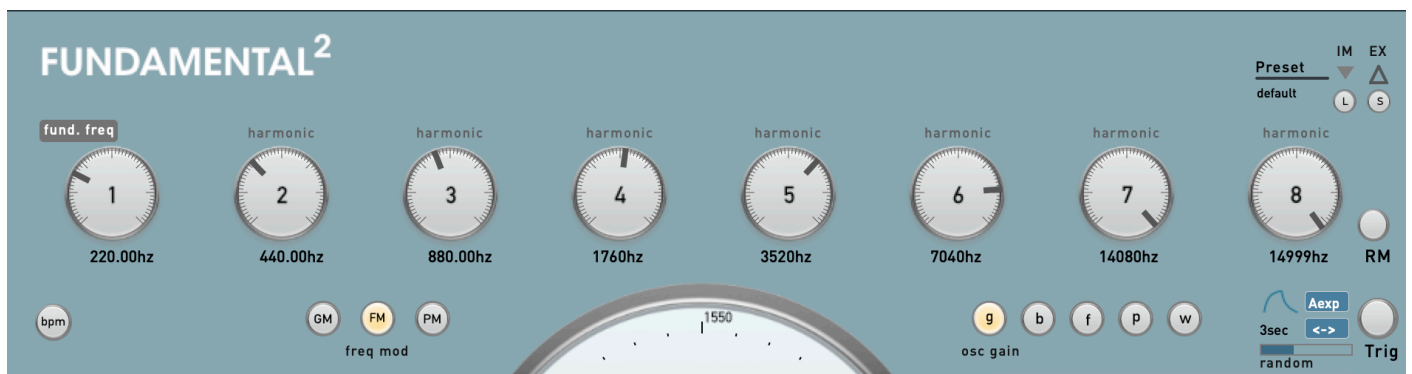 FUNDAMENTAL²
IM EX
Preset
default
L S
fund. freq harmonic harmonic harmonic harmonic harmonic harmonic harmonic
1 2 3 4 5 6 7 8
220.00hz 440.00hz 880.00hz 1760hz 3520hz 7040hz 14080hz 14999hz RM
bpm GM FM PM 1550 g b f p w Aexp
3sec <->
freq mod osc gain Trig
random